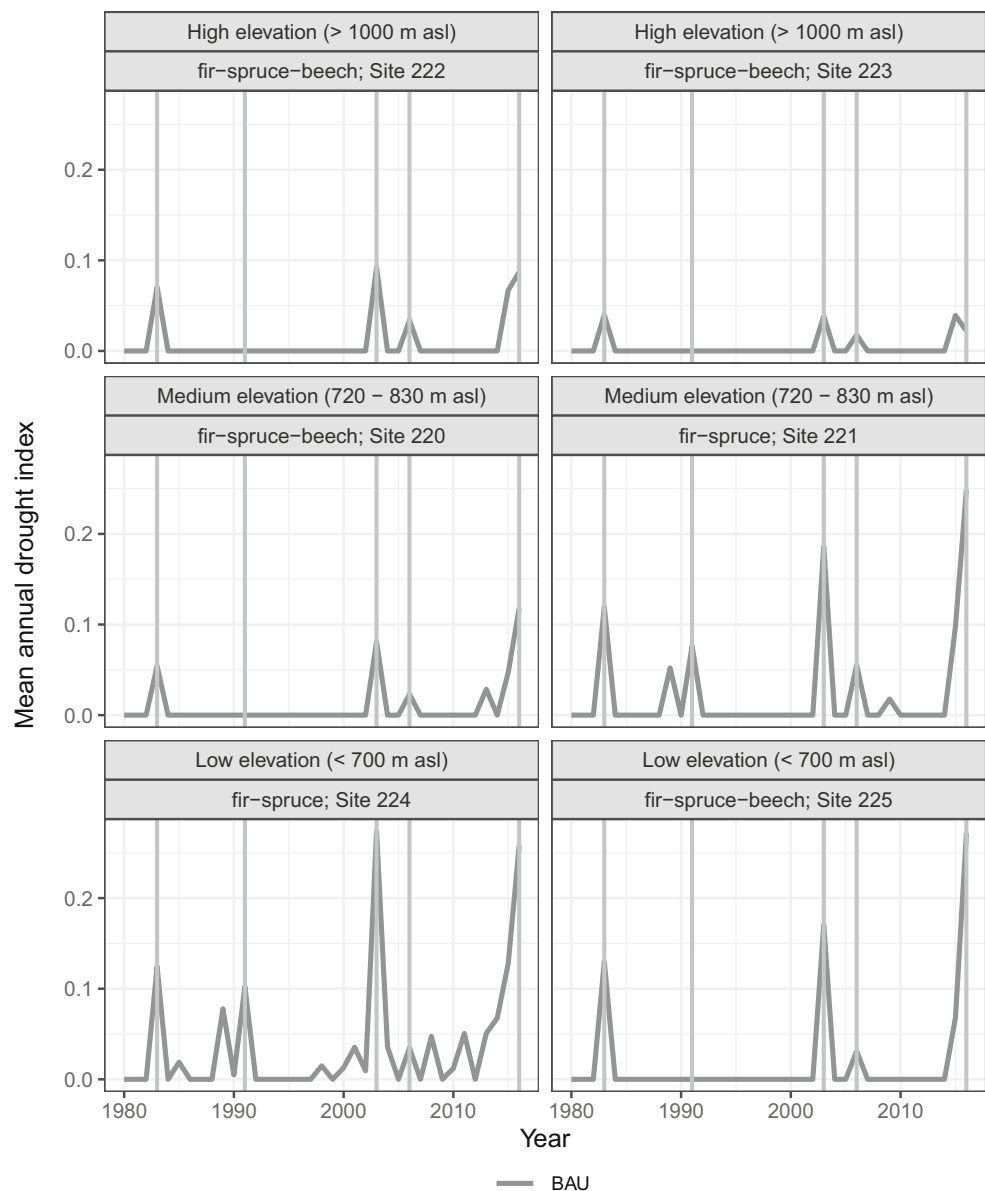 High elevation (> 1000 m asl)
fir−spruce−beech; Site 222
High elevation (> 1000 m asl)
fir−spruce−beech; Site 223
0.2
0.1
0.0
Medium elevation (720 − 830 m asl)
fir−spruce−beech; Site 220
Medium elevation (720 − 830 m asl)
fir−spruce; Site 221
0.2
0.1
0.0
Mean annual drought index
Low elevation (< 700 m asl)
fir−spruce; Site 224
Low elevation (< 700 m asl)
fir−spruce−beech; Site 225
0.2
0.1
0.0
1980 1990 2000 2010
1980 1990 2000 2010
Year
BAU